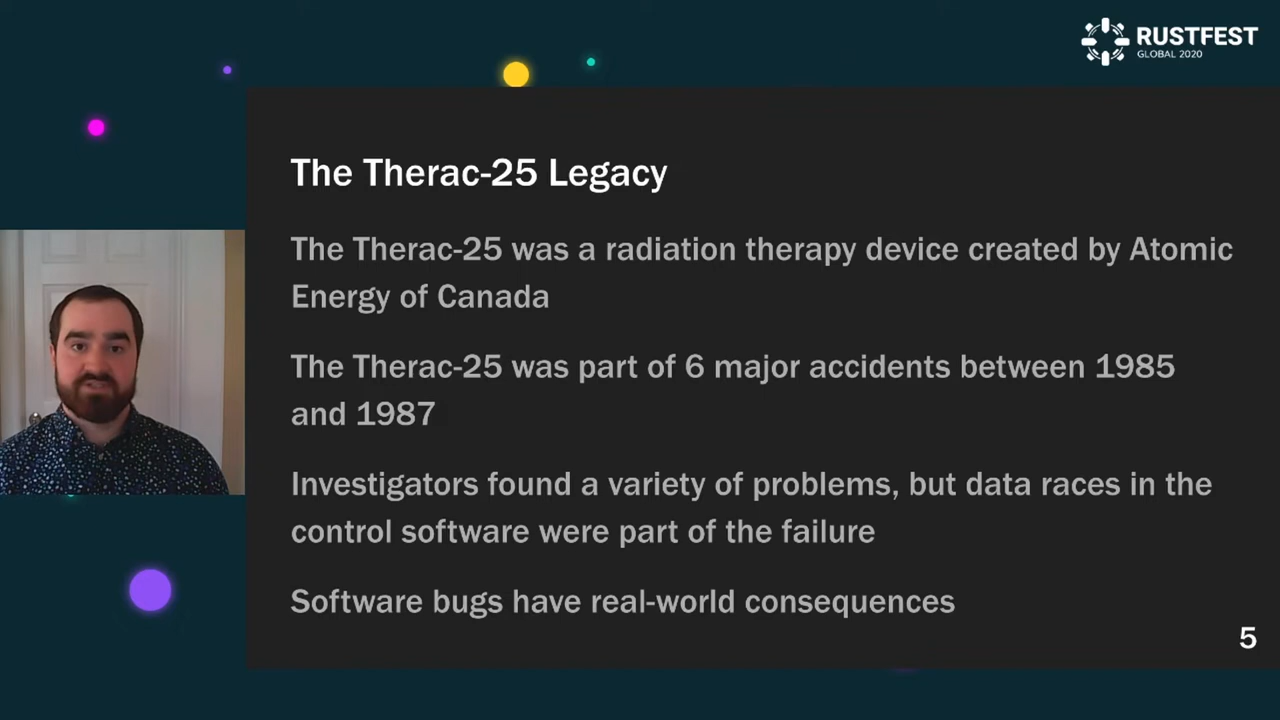 RUSTFEST
GLOBAL 2020
The Therac-25 Legacy
The Therac-25 was a radiation therapy device created by Atomic
Energy of Canada
The Therac-25 was part of 6 major accidents between 1985
and 1987
Investigators found a variety of problems, but data races in the
control software were part of the failure
Software bugs have real-world consequences
5